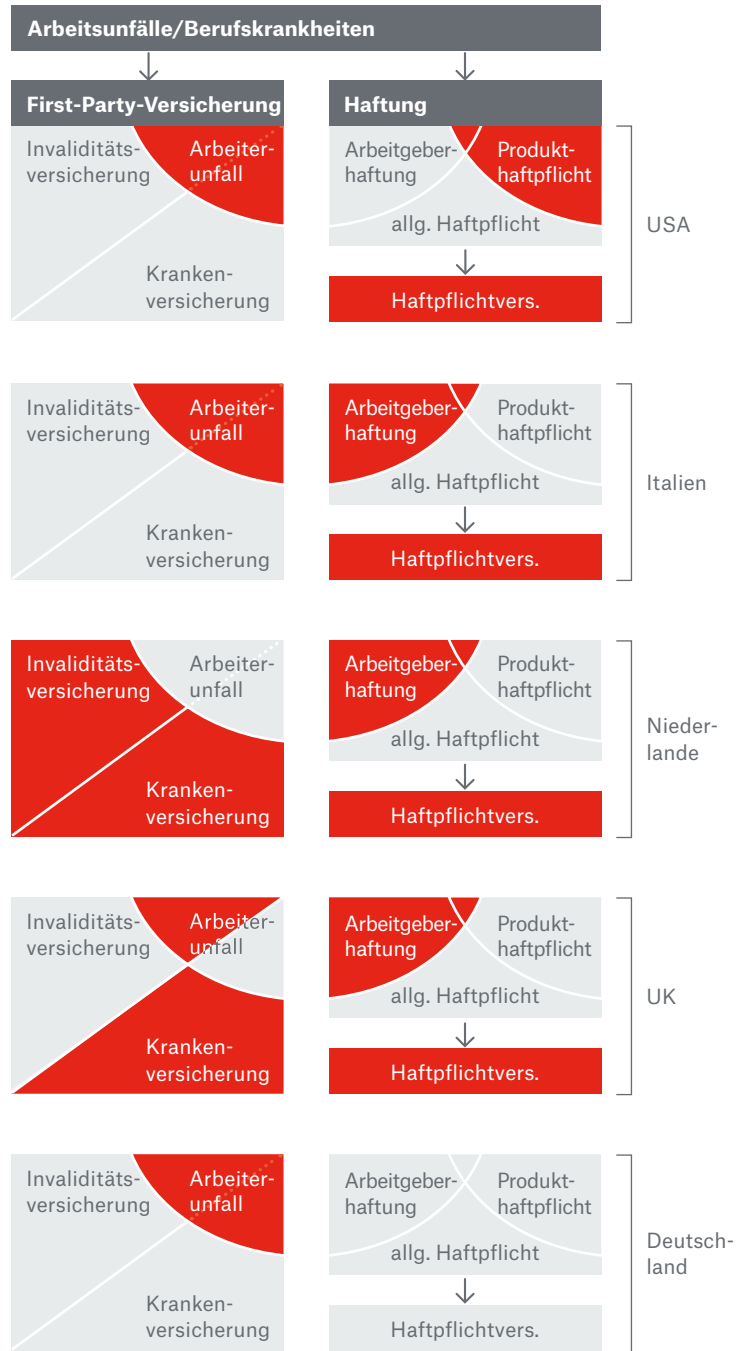 Arbeitsunfälle/Berufskrankheiten
First-Party-Versicherung
Haftung
Invaliditäts-
versicherung
Arbeiter-
unfall
Kranken-
versicherung
Arbeitgeber-
haftung
Produkt-
haftpflicht
allg. Haftpflicht
Haftpflichtvers.
USA
Invaliditäts-
versicherung
Arbeiter-
unfall
Kranken-
versicherung
Arbeitgeber-
haftung
Produkt-
haftpflicht
allg. Haftpflicht
Haftpflichtvers.
Italien
Invaliditäts-
versicherung
Arbeiter-
unfall
Kranken-
versicherung
Arbeitgeber-
haftung
Produkt-
haftpflicht
allg. Haftpflicht
Haftpflichtvers.
Nieder-
lande
Invaliditäts-
versicherung
Arbeiter-
unfall
Kranken-
versicherung
Arbeitgeber-
haftung
Produkt-
haftpflicht
allg. Haftpflicht
Haftpflichtvers.
UK
Invaliditäts-
versicherung
Arbeiter-
unfall
Kranken-
versicherung
Arbeitgeber-
haftung
Produkt-
haftpflicht
allg. Haftpflicht
Haftpflichtvers.
Deutsch-
land